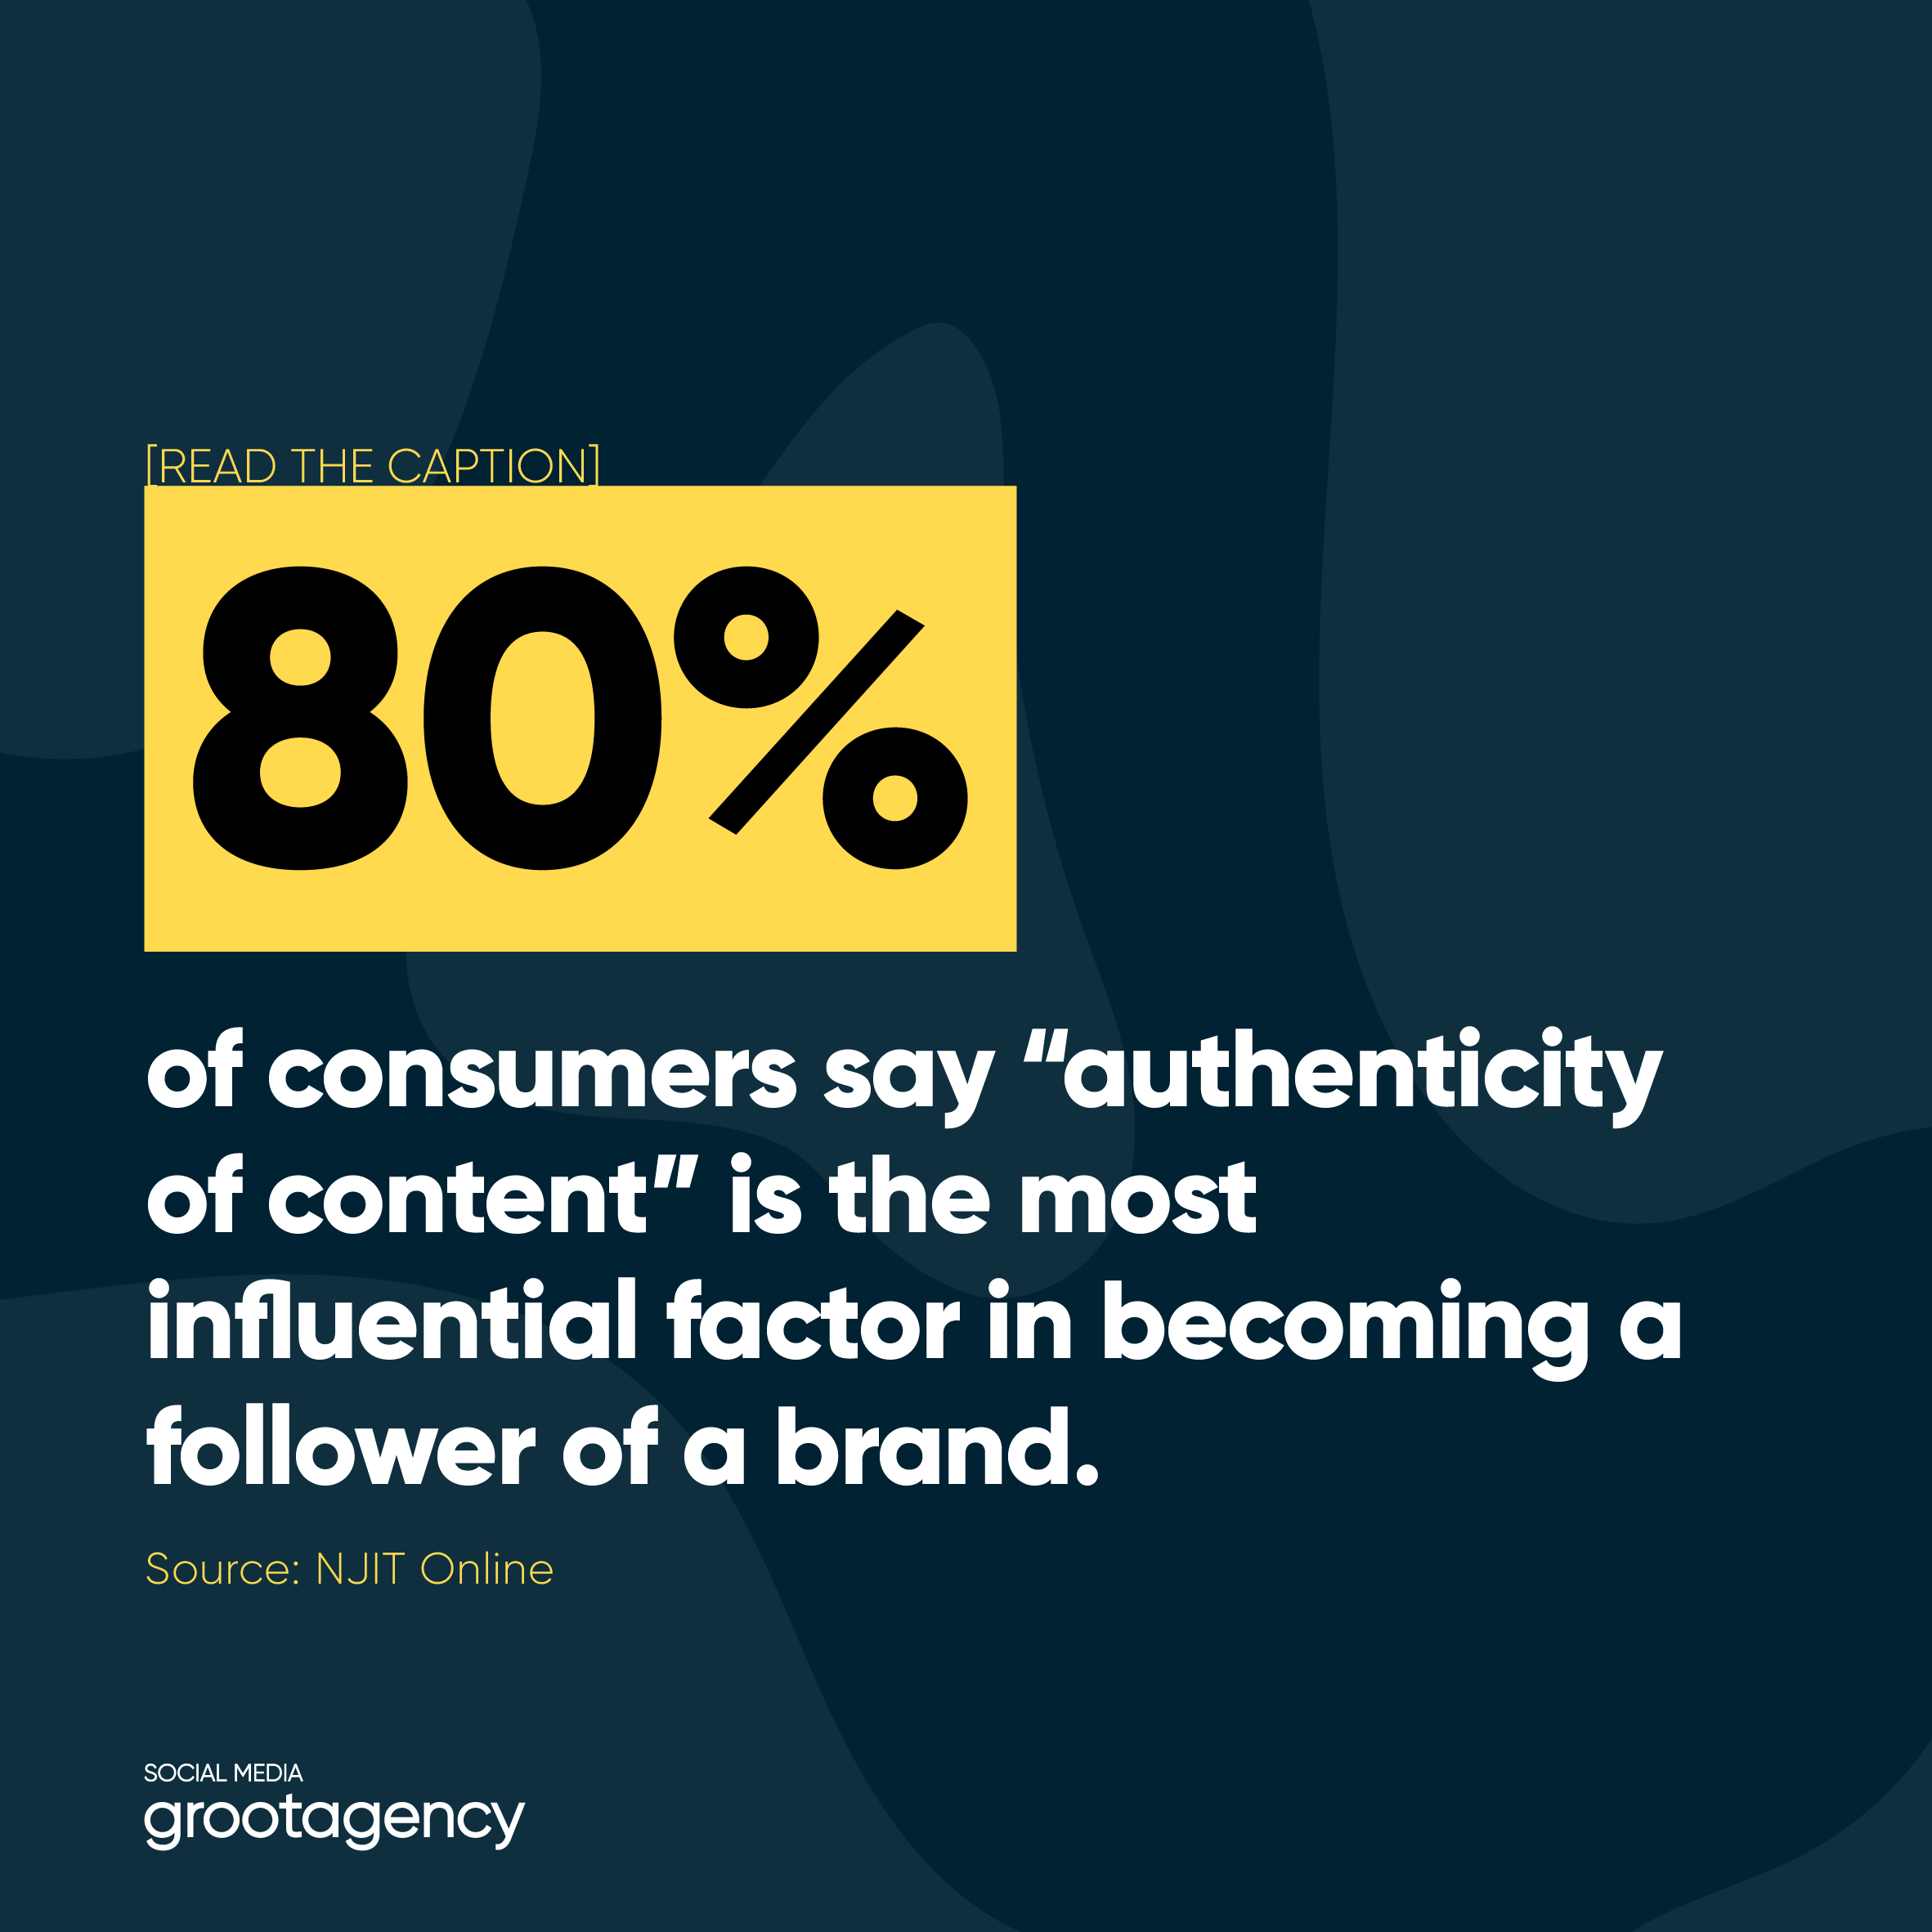 [READ THE CAPTION]
80%
of consumers say “authenticity
of content” is the most
influential factor in becoming a
follower of a brand.
Source: NJIT Online
SOCIAL MEDIA
grootagency